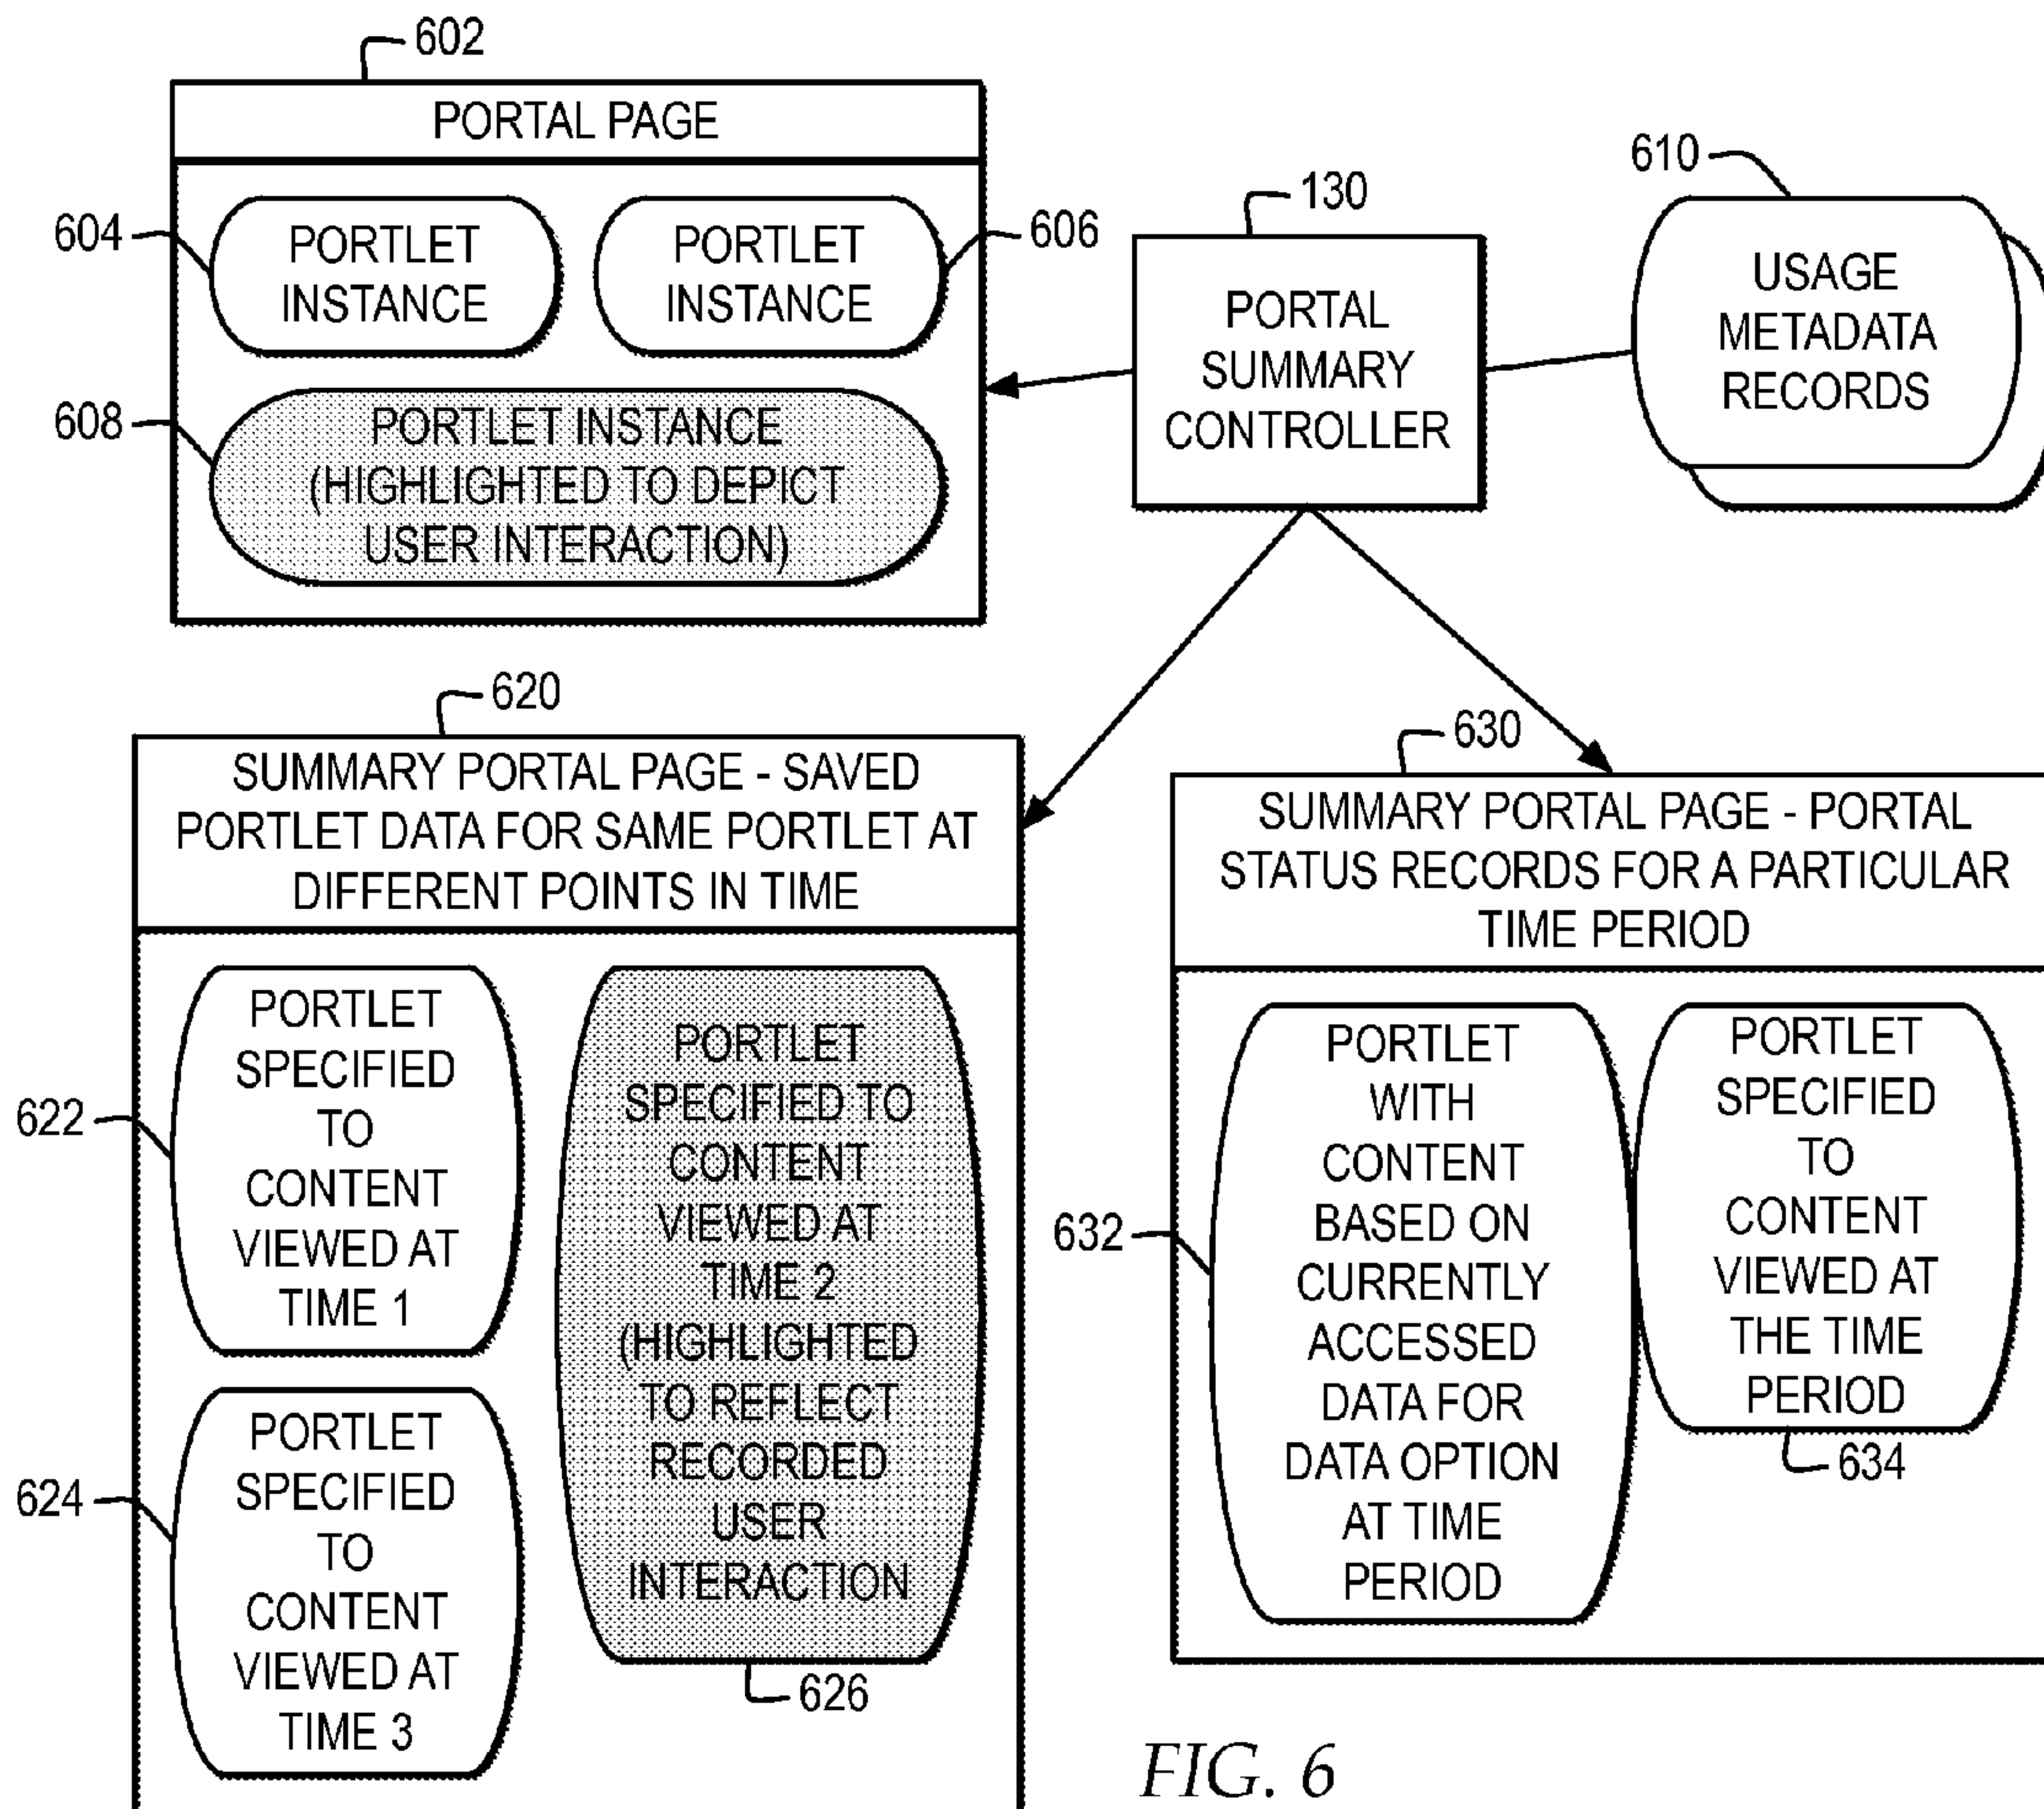 602
PORTAL PAGE
604
PORTLET
INSTANCE
PORTLET
INSTANCE
606
608
PORTLET INSTANCE
(HIGHLIGHTED TO DEPICT
USER INTERACTION)
130
PORTAL
SUMMARY
CONTROLLER
610
USAGE
METADATA
RECORDS
620
SUMMARY PORTAL PAGE - SAVED
PORTLET DATA FOR SAME PORTLET AT
DIFFERENT POINTS IN TIME
622
PORTLET
SPECIFIED
TO
CONTENT
VIEWED AT
TIME 1
624
PORTLET
SPECIFIED
TO
CONTENT
VIEWED AT
TIME 3
PORTLET
SPECIFIED TO
CONTENT
VIEWED AT
TIME 2
(HIGHLIGHTED
TO REFLECT
RECORDED
USER
INTERACTION
626
630
SUMMARY PORTAL PAGE - PORTAL
STATUS RECORDS FOR A PARTICULAR
TIME PERIOD
632
PORTLET
WITH
CONTENT
BASED ON
CURRENTLY
ACCESSED
DATA FOR
DATA OPTION
AT TIME
PERIOD
PORTLET
SPECIFIED
TO
CONTENT
VIEWED AT
THE TIME
PERIOD
634
FIG. 6